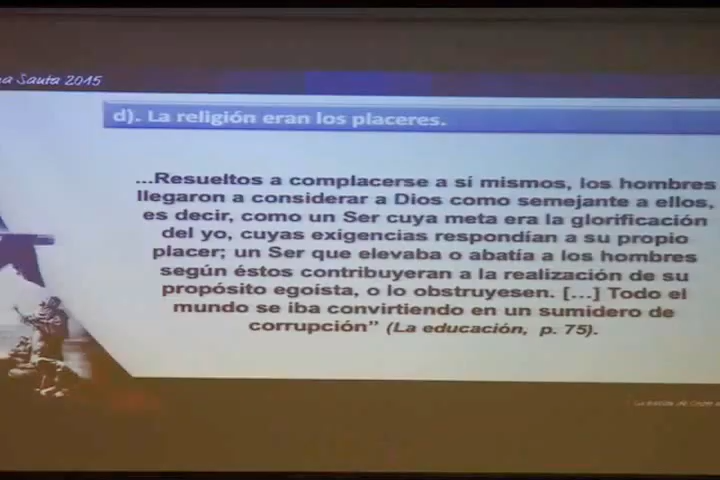 Santa 2015
d). La religión eran los placeres.
...Resueltos a complacerse a sí mismos, los hombres
llegaron a considerar a Dios como semejante a ellos,
es decir, como un Ser cuya meta era la glorificación
del yo, cuyas exigencias respondían a su propio
placer; un Ser que elevaba o abatía a los hombres
según éstos contribuyeran a la realización de su
propósito egoísta, o lo obstruyesen. [...] Todo el
mundo se iba convirtiendo en un sumidero de
corrupción” (La educación, p. 75).